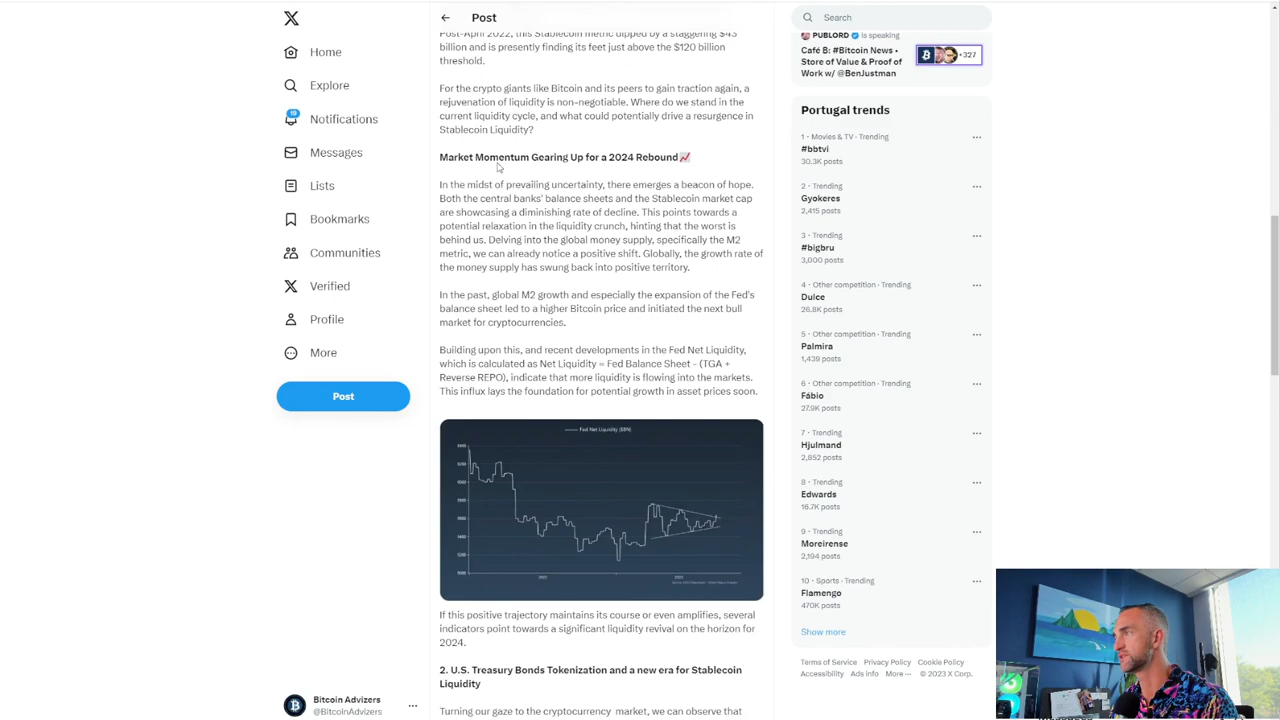 Home
Explore
19
Notifications
Messages
Lists
Bookmarks
Communities
Verified
Profile
More
Post
Bitcoin Advizers
@BitcoinAdvizers
Post
Post-April 2022, this Stablecoin metric dipped by a staggering $43
billion and is presently finding its feet just above the $120 billion
threshold.
For the crypto giants like Bitcoin and its peers to gain traction again, a
rejuvenation of liquidity is non-negotiable. Where do we stand in the
current liquidity cycle, and what could potentially drive a resurgence in
Stablecoin Liquidity?
Market Momentum Gearing Up for a 2024 Rebound📈
In the midst of prevailing uncertainty, there emerges a beacon of hope.
Both the central banks' balance sheets and the Stablecoin market cap
are showcasing a diminishing rate of decline. This points towards a
potential relaxation in the liquidity crunch, hinting that the worst is
behind us. Delving into the global money supply, specifically the M2
metric, we can already notice a positive shift. Globally, the growth rate of
the money supply has swung back into positive territory.
In the past, global M2 growth and especially the expansion of the Fed's
balance sheet led to a higher Bitcoin price and initiated the next bull
market for cryptocurrencies.
Building upon this, and recent developments in the Fed Net Liquidity,
which is calculated as Net Liquidity = Fed Balance Sheet - (TGA +
Reverse REPO), indicate that more liquidity is flowing into the markets.
This influx lays the foundation for potential growth in asset prices soon.
Fed Net Liquidity ($BN)
2022
2023
If this positive trajectory maintains its course or even amplifies, several
indicators point towards a significant liquidity revival on the horizon for
2024.
2. U.S. Treasury Bonds Tokenization and a new era for Stablecoin
Liquidity
Turning our gaze to the cryptocurrency market, we can observe that
Search
PUBLORD is speaking
Café B: #Bitcoin News •
Store of Value & Proof of
Work w/ @BenJustman
+327
Portugal trends
1 · Movies & TV · Trending
#bbtvi
30.3K posts
2 · Trending
Gyokeres
2,415 posts
3 · Trending
#bigbru
3,000 posts
4 · Other competition · Trending
Dulce
26.8K posts
5 · Other competition · Trending
Palmira
1,439 posts
6 · Other competition · Trending
Fábio
27.9K posts
7 · Trending
Hjulmand
2,852 posts
8 · Trending
Edwards
16.7K posts
9 · Trending
Moreirense
2,194 posts
10 · Sports · Trending
Flamengo
470K posts
Show more
Terms of Service Privacy Policy Cookie Policy
Accessibility Ads info More ··· © 2023 X Corp.